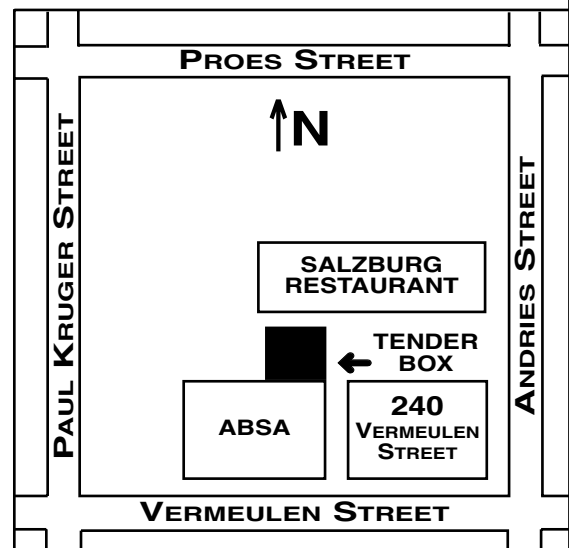 PROES STREET
N
PAUL KRUGER STREET
ANDRIES STREET
SALZBURG
RESTAURANT
TENDER
BOX
ABSA
240
VERMEULEN
STREET
VERMEULEN STREET